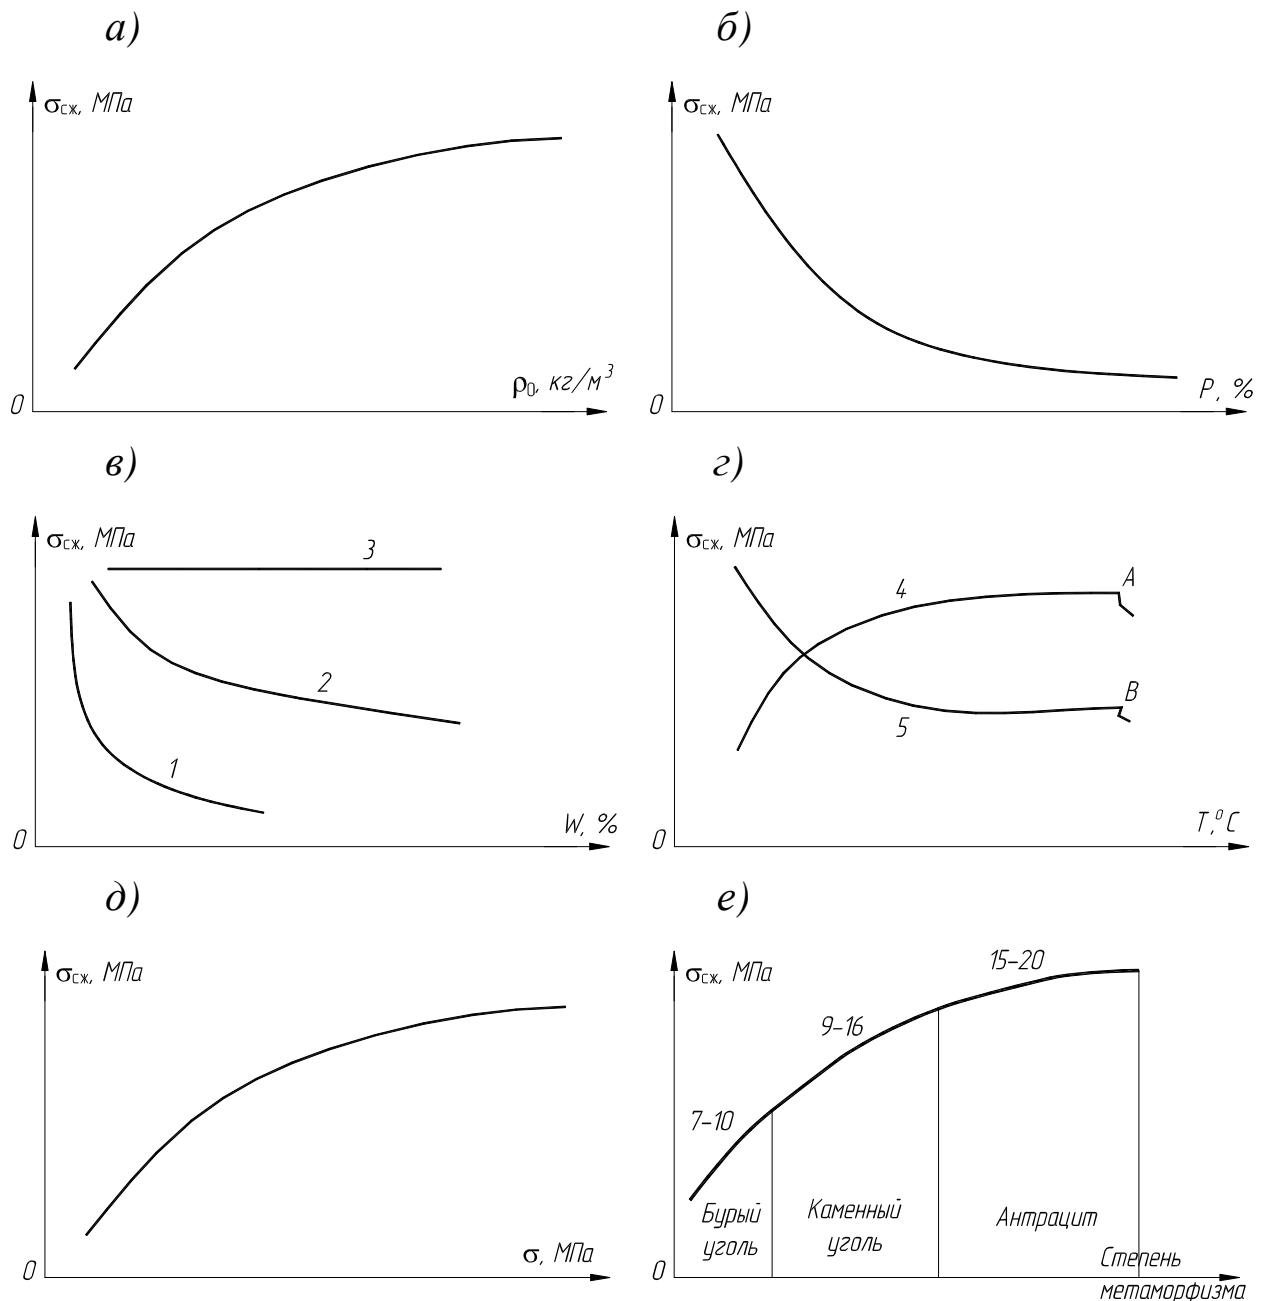 а)
б)
σсж, МПа
ρ0, кг/м³
0
σсж, МПа
P, %
0
в)
г)
σсж, МПа
3
2
1
W, %
0
σсж, МПа
4
A
B
5
T,°C
0
д)
е)
σсж, МПа
σ, МПа
0
σсж, МПа
15-20
9-16
7-10
Бурый
уголь
Каменный
уголь
Антрацит
Степень
метаморфизма
0